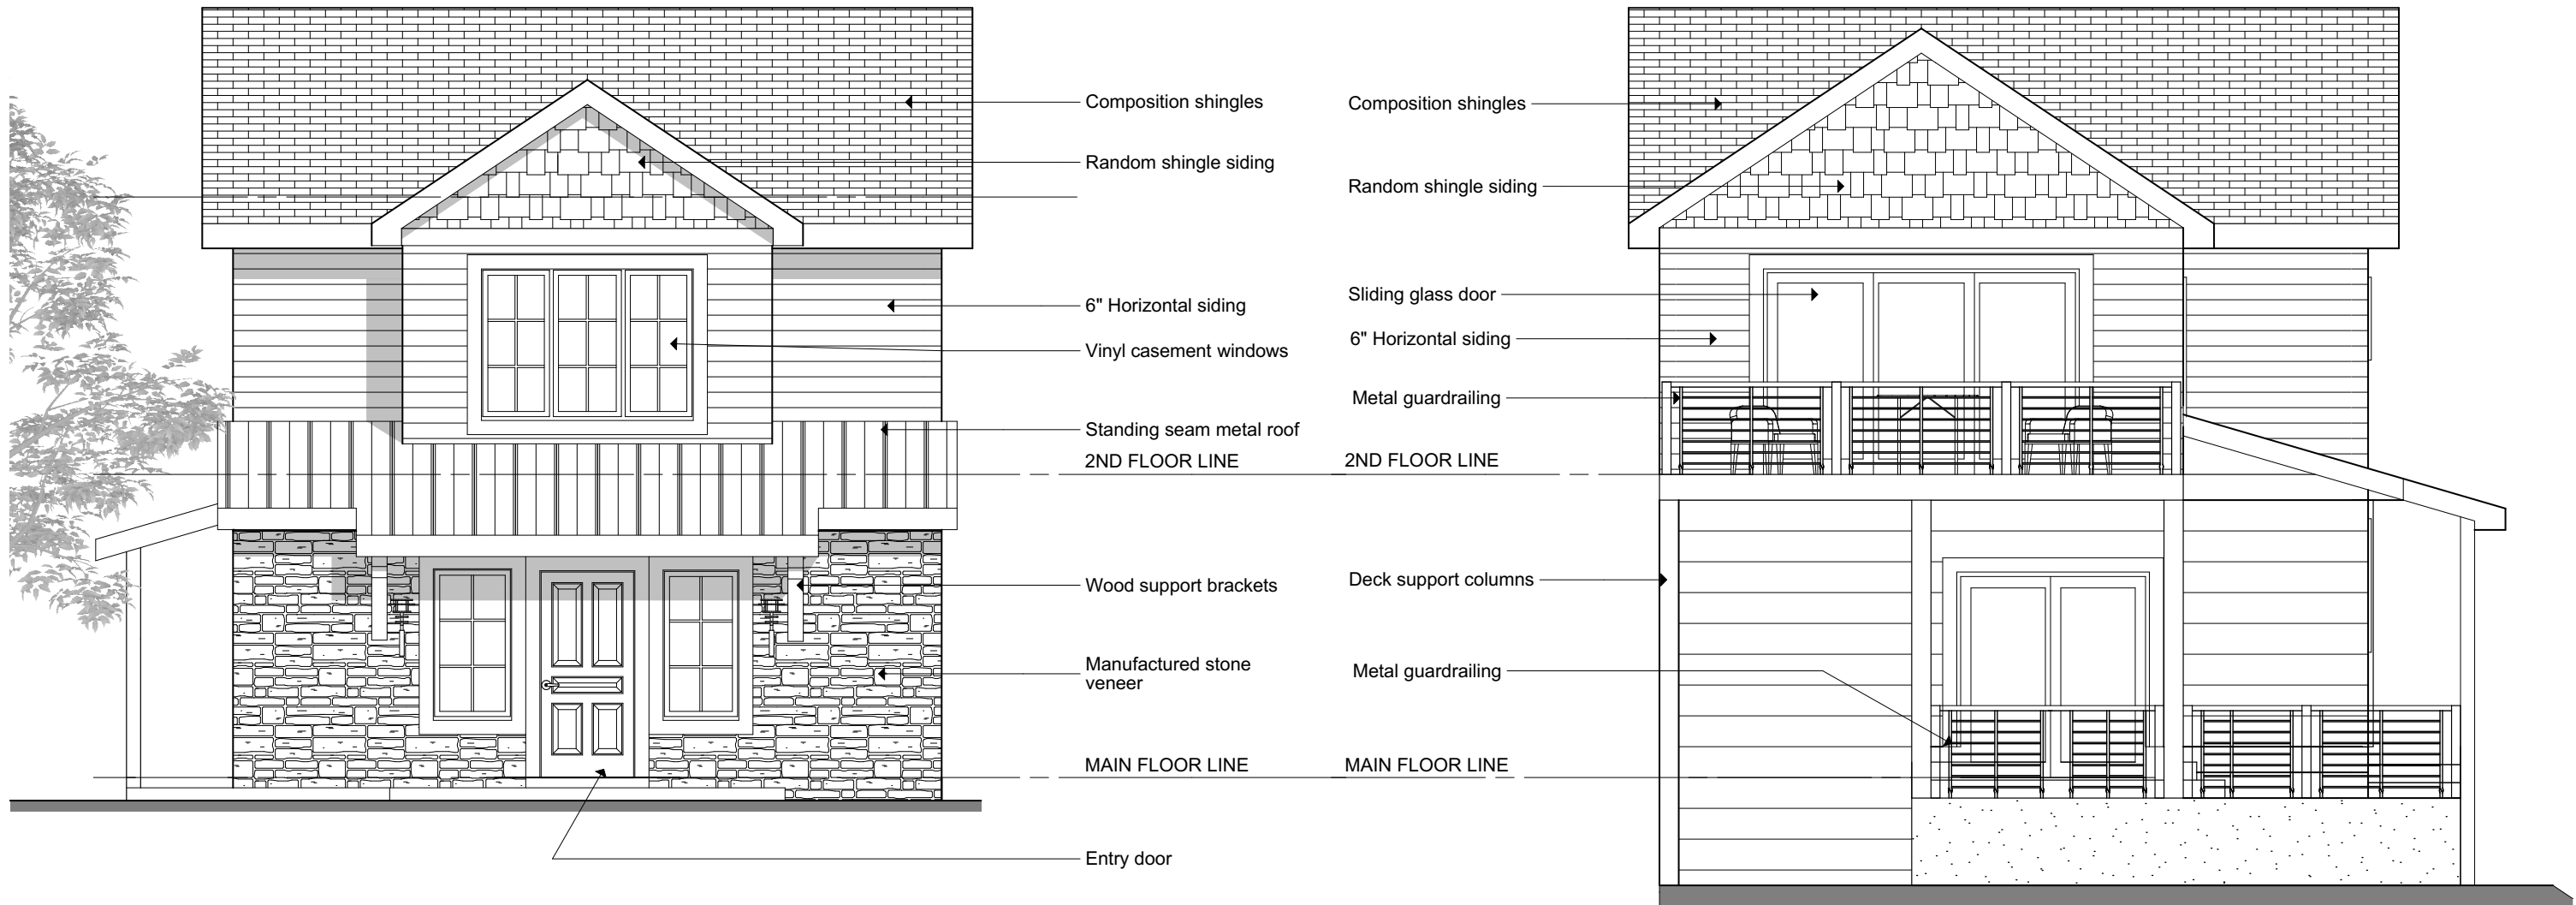 Composition shingles
Random shingle siding
6" Horizontal siding
Vinyl casement windows
Standing seam metal roof
2ND FLOOR LINE
Wood support brackets
Manufactured stone
veneer
MAIN FLOOR LINE
Entry door
Composition shingles
Random shingle siding
Sliding glass door
6" Horizontal siding
Metal guardrailing
2ND FLOOR LINE
Deck support columns
Metal guardrailing
MAIN FLOOR LINE